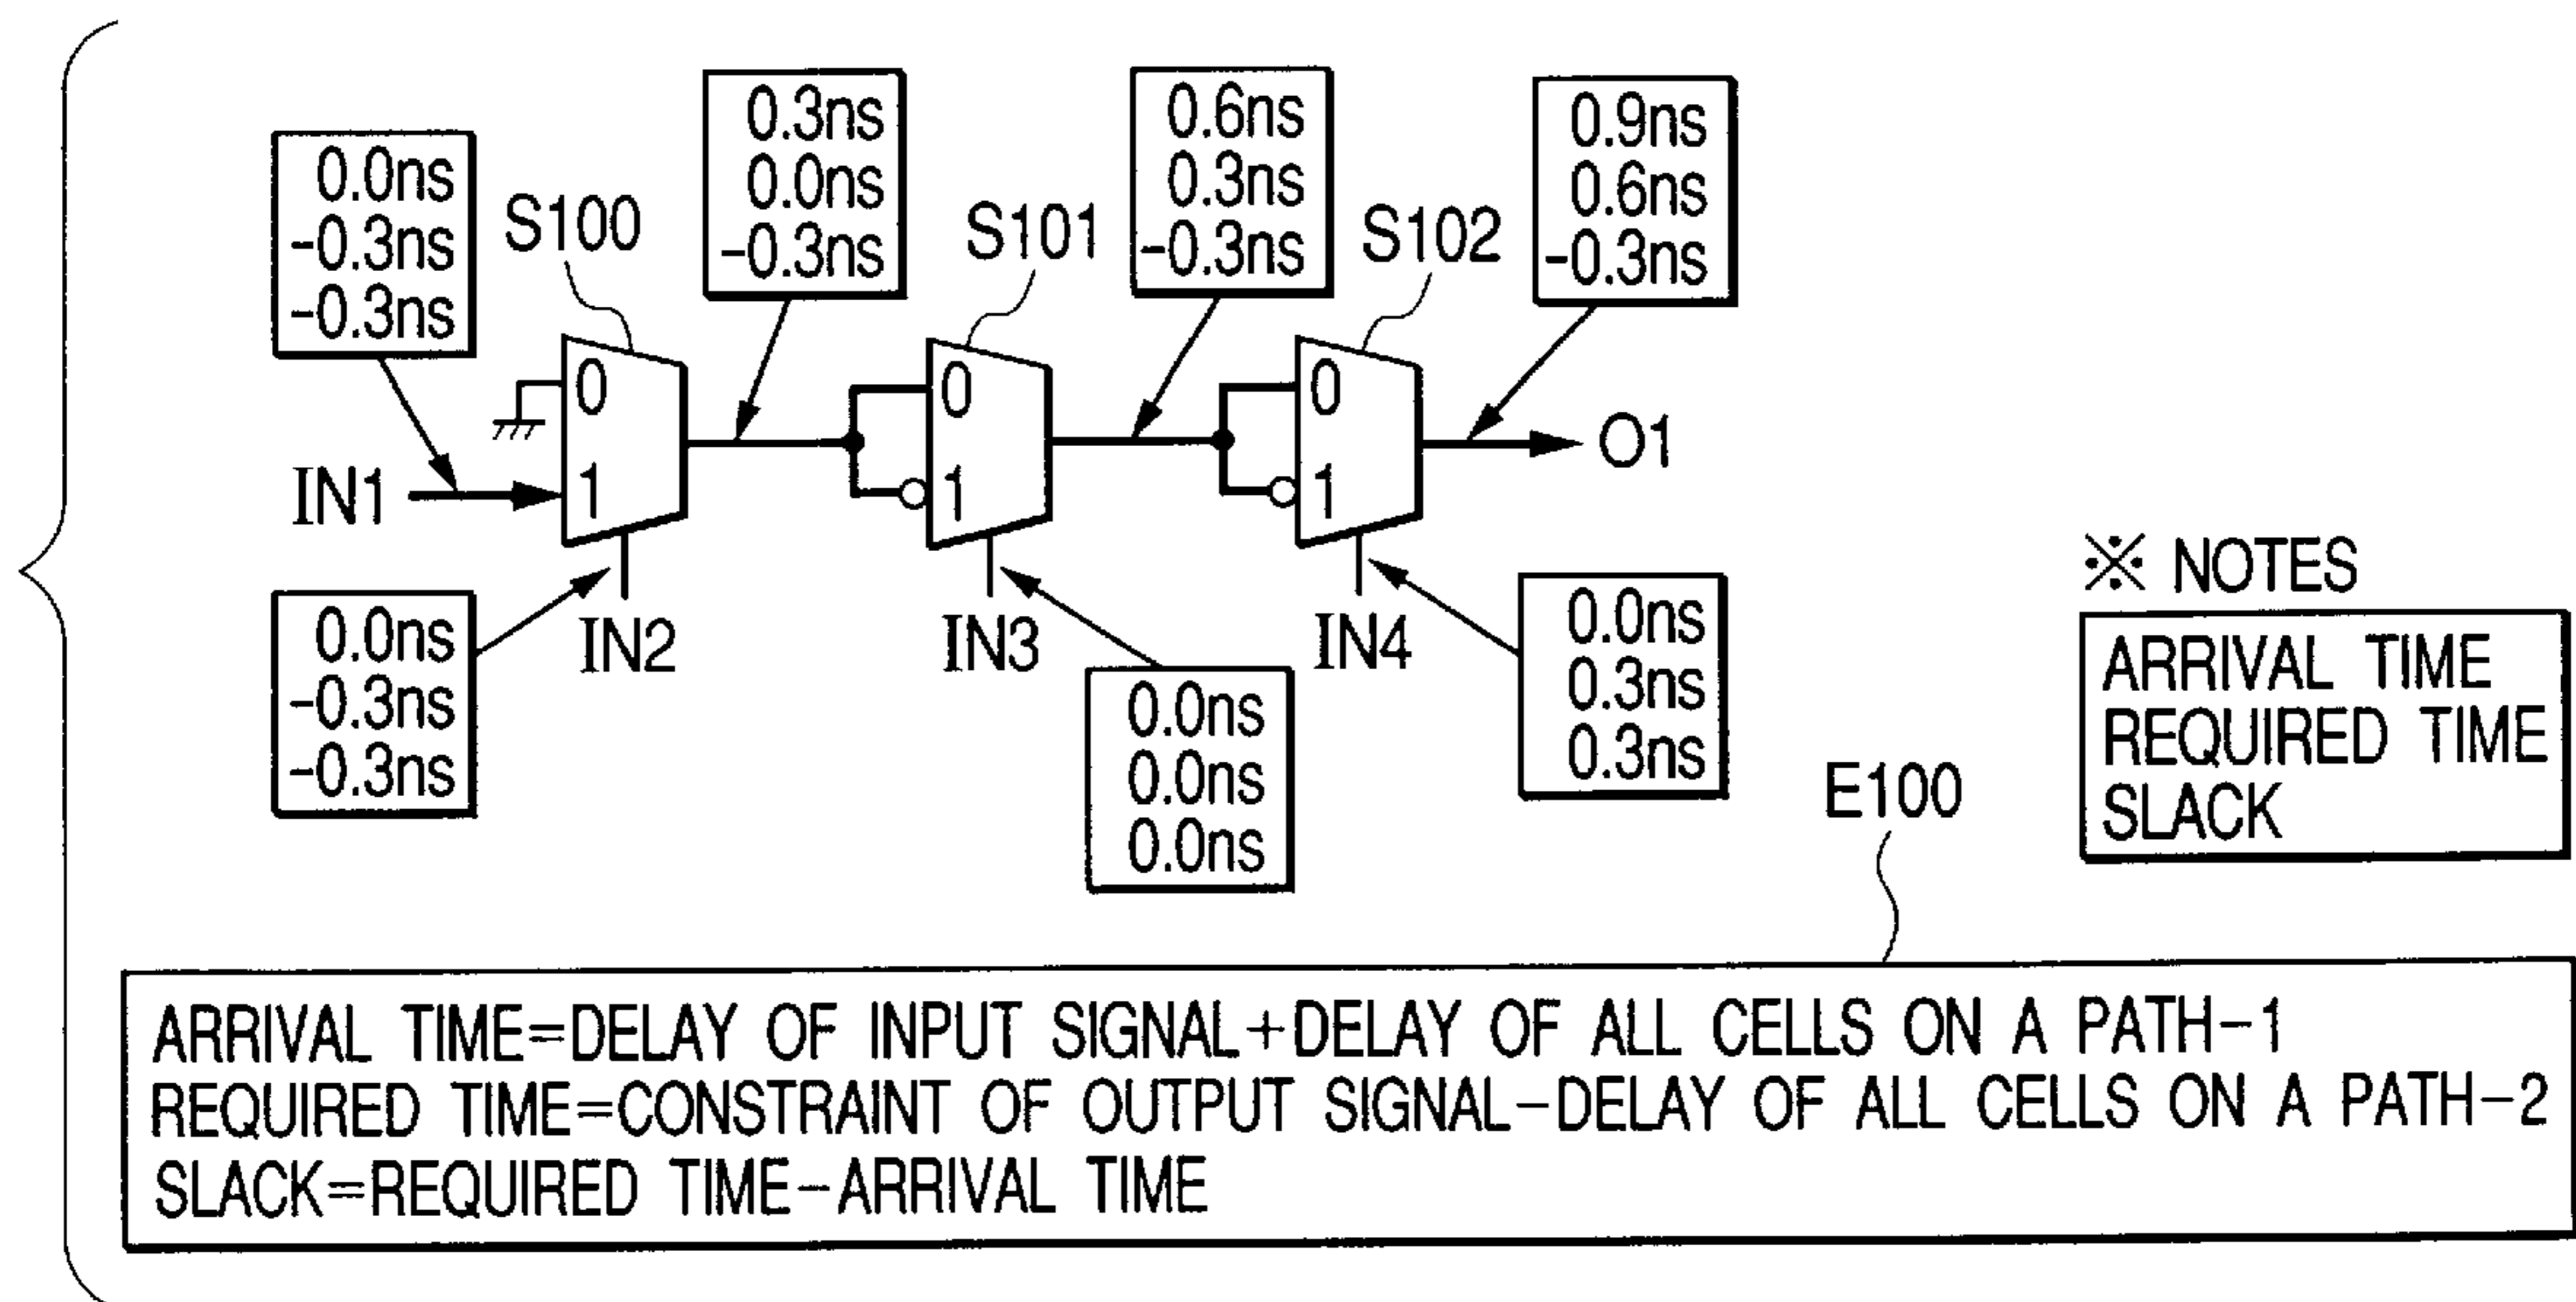 0.0ns
-0.3ns
-0.3ns
S100
0.3ns
0.0ns
-0.3ns
S101
0.6ns
0.3ns
-0.3ns
S102
0.9ns
0.6ns
-0.3ns
0
1
0
1
0
1
IN1
O1
IN2
IN3
IN4
0.0ns
-0.3ns
-0.3ns
0.0ns
0.0ns
0.0ns
0.0ns
0.3ns
0.3ns
※ NOTES
ARRIVAL TIME
REQUIRED TIME
SLACK
E100
ARRIVAL TIME=DELAY OF INPUT SIGNAL+DELAY OF ALL CELLS ON A PATH-1
REQUIRED TIME=CONSTRAINT OF OUTPUT SIGNAL-DELAY OF ALL CELLS ON A PATH-2
SLACK=REQUIRED TIME-ARRIVAL TIME